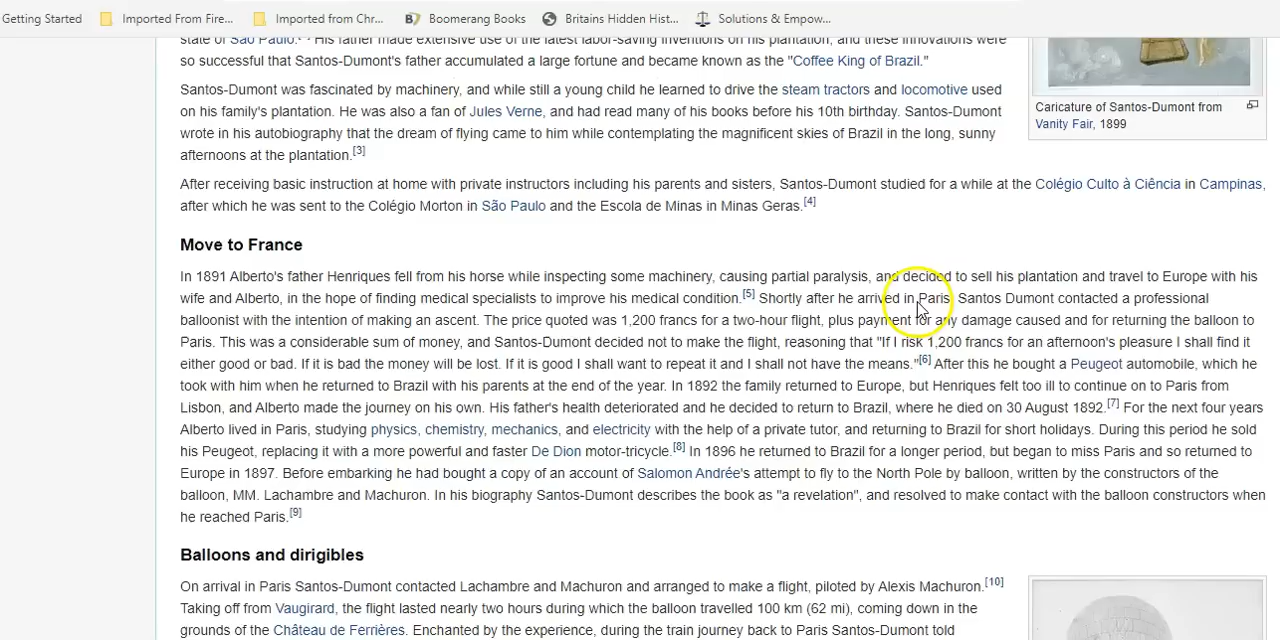 Getting Started Imported From Fire... Imported from Chr... Boomerang Books Britains Hidden Hist... Solutions & Empow...
state of São Paulo. His father made extensive use of the latest labor-saving inventions on his plantation, and these innovations were
so successful that Santos-Dumont's father accumulated a large fortune and became known as the "Coffee King of Brazil."
Santos-Dumont was fascinated by machinery, and while still a young child he learned to drive the steam tractors and locomotive used
on his family's plantation. He was also a fan of Jules Verne, and had read many of his books before his 10th birthday. Santos-Dumont
wrote in his autobiography that the dream of flying came to him while contemplating the magnificent skies of Brazil in the long, sunny
afternoons at the plantation.[3]
Caricature of Santos-Dumont from
Vanity Fair, 1899
After receiving basic instruction at home with private instructors including his parents and sisters, Santos-Dumont studied for a while at the Colégio Culto à Ciência in Campinas,
after which he was sent to the Colégio Morton in São Paulo and the Escola de Minas in Minas Geras.[4]
Move to France
In 1891 Alberto's father Henriques fell from his horse while inspecting some machinery, causing partial paralysis, and decided to sell his plantation and travel to Europe with his
wife and Alberto, in the hope of finding medical specialists to improve his medical condition.[5] Shortly after he arrived in Paris, Santos Dumont contacted a professional
balloonist with the intention of making an ascent. The price quoted was 1,200 francs for a two-hour flight, plus payment for any damage caused and for returning the balloon to
Paris. This was a considerable sum of money, and Santos-Dumont decided not to make the flight, reasoning that "If I risk 1,200 francs for an afternoon's pleasure I shall find it
either good or bad. If it is bad the money will be lost. If it is good I shall want to repeat it and I shall not have the means."[6] After this he bought a Peugeot automobile, which he
took with him when he returned to Brazil with his parents at the end of the year. In 1892 the family returned to Europe, but Henriques felt too ill to continue on to Paris from
Lisbon, and Alberto made the journey on his own. His father's health deteriorated and he decided to return to Brazil, where he died on 30 August 1892.[7] For the next four years
Alberto lived in Paris, studying physics, chemistry, mechanics, and electricity with the help of a private tutor, and returning to Brazil for short holidays. During this period he sold
his Peugeot, replacing it with a more powerful and faster De Dion motor-tricycle.[8] In 1896 he returned to Brazil for a longer period, but began to miss Paris and so returned to
Europe in 1897. Before embarking he had bought a copy of an account of Salomon Andrée's attempt to fly to the North Pole by balloon, written by the constructors of the
balloon, MM. Lachambre and Machuron. In his biography Santos-Dumont describes the book as "a revelation", and resolved to make contact with the balloon constructors when
he reached Paris.[9]
Balloons and dirigibles
On arrival in Paris Santos-Dumont contacted Lachambre and Machuron and arranged to make a flight, piloted by Alexis Machuron.[10]
Taking off from Vaugirard, the flight lasted nearly two hours during which the balloon travelled 100 km (62 mi), coming down in the
grounds of the Château de Ferrières. Enchanted by the experience, during the train journey back to Paris Santos-Dumont told